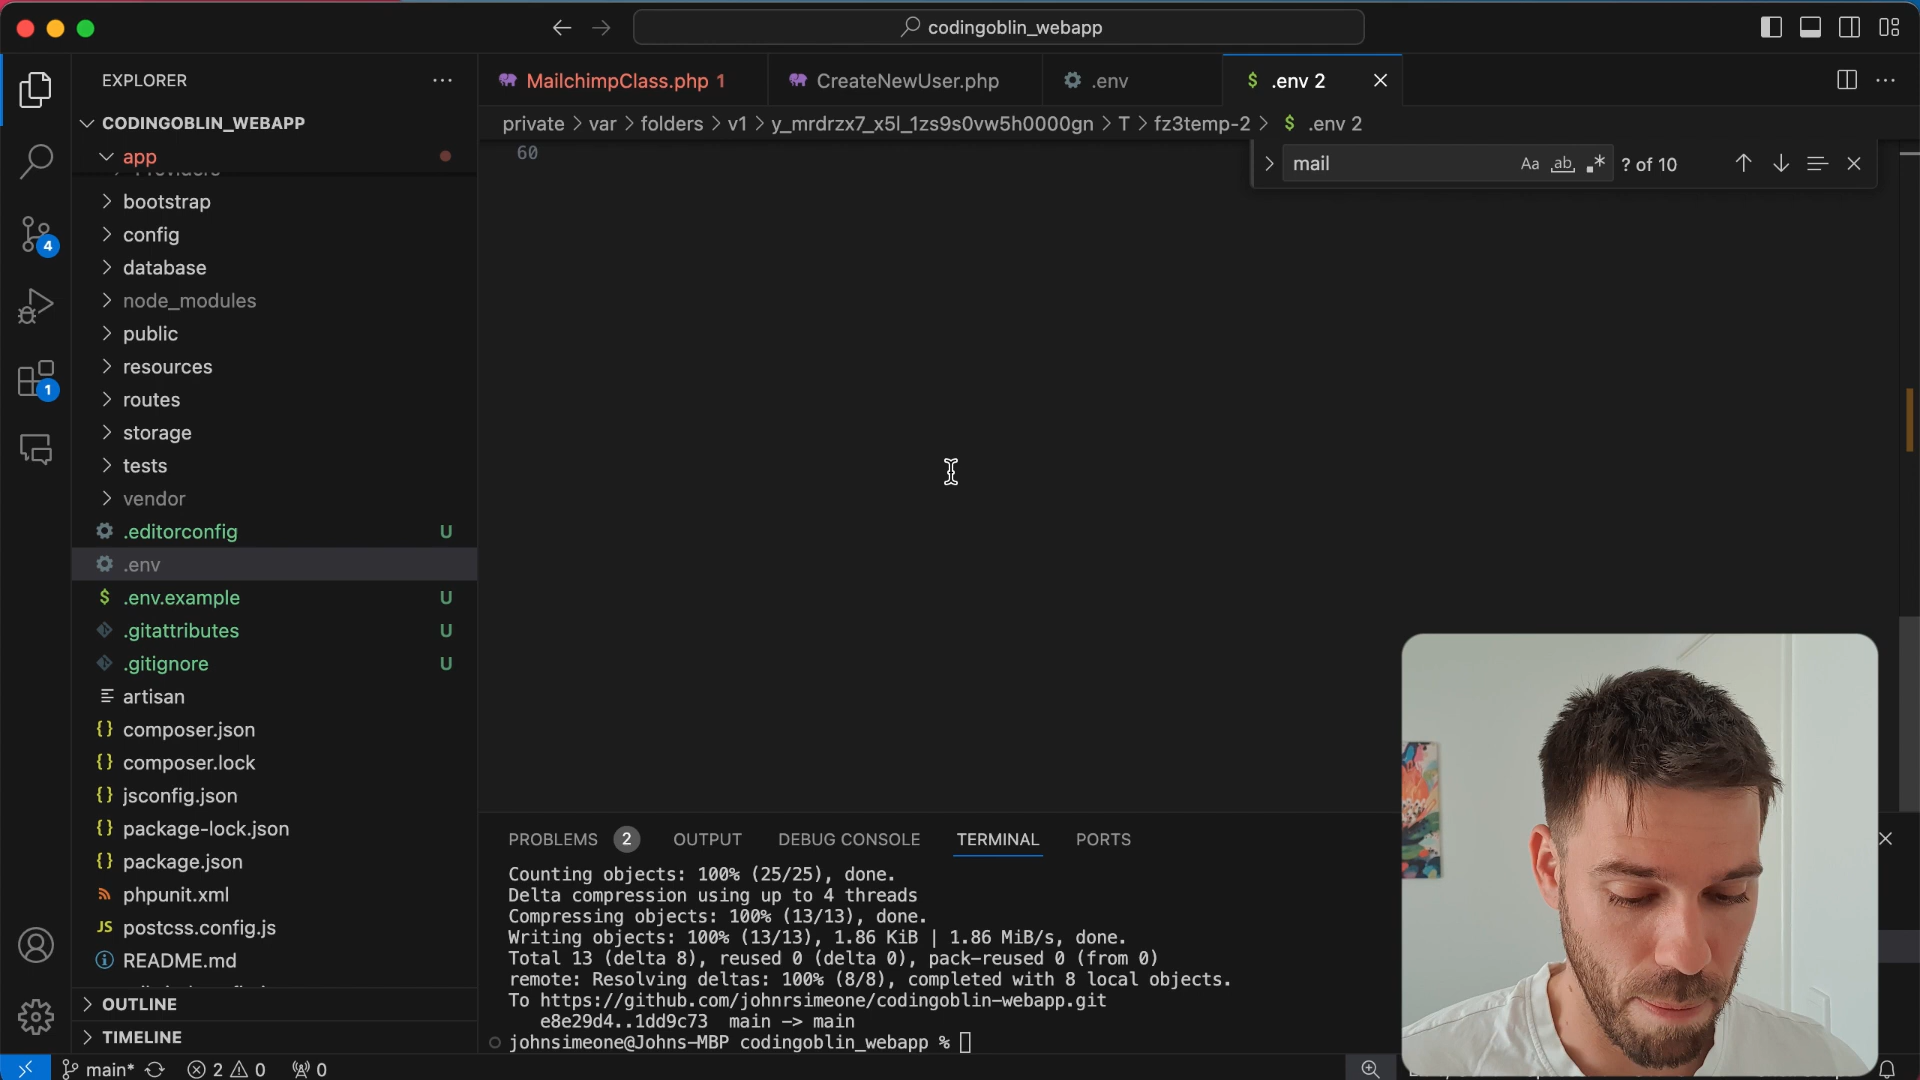 codingoblin_webapp
EXPLORER
MailchimpClass.php 1
CreateNewUser.php
.env
.env 2
CODINGOBLIN_WEBAPP
private > var > folders > v1 > y_mrdrzx7_x5l_1zs9s0vw5h0000gn > T > fz3temp-2 > $ .env 2
60
mail
Aa
ab
? of 10
app
Providers
bootstrap
config
database
node_modules
public
resources
routes
storage
tests
vendor
.editorconfig U
.env
.env.example U
.gitattributes U
.gitignore U
artisan
composer.json
composer.lock
jsconfig.json
package-lock.json
package.json
phpunit.xml
JS postcss.config.js
README.md
OUTLINE
TIMELINE
4
1
PROBLEMS 2
OUTPUT
DEBUG CONSOLE
TERMINAL
PORTS
Counting objects: 100% (25/25), done.
Delta compression using up to 4 threads
Compressing objects: 100% (13/13), done.
Writing objects: 100% (13/13), 1.86 KiB | 1.86 MiB/s, done.
Total 13 (delta 8), reused 0 (delta 0), pack-reused 0 (from 0)
remote: Resolving deltas: 100% (8/8), completed with 8 local objects.
To https://github.com/johnrsimeone/codingoblin-webapp.git
e8e29d4..1dd9c73 main -> main
johnsimeone@Johns-MBP codingoblin_webapp %
main*
2
0
0